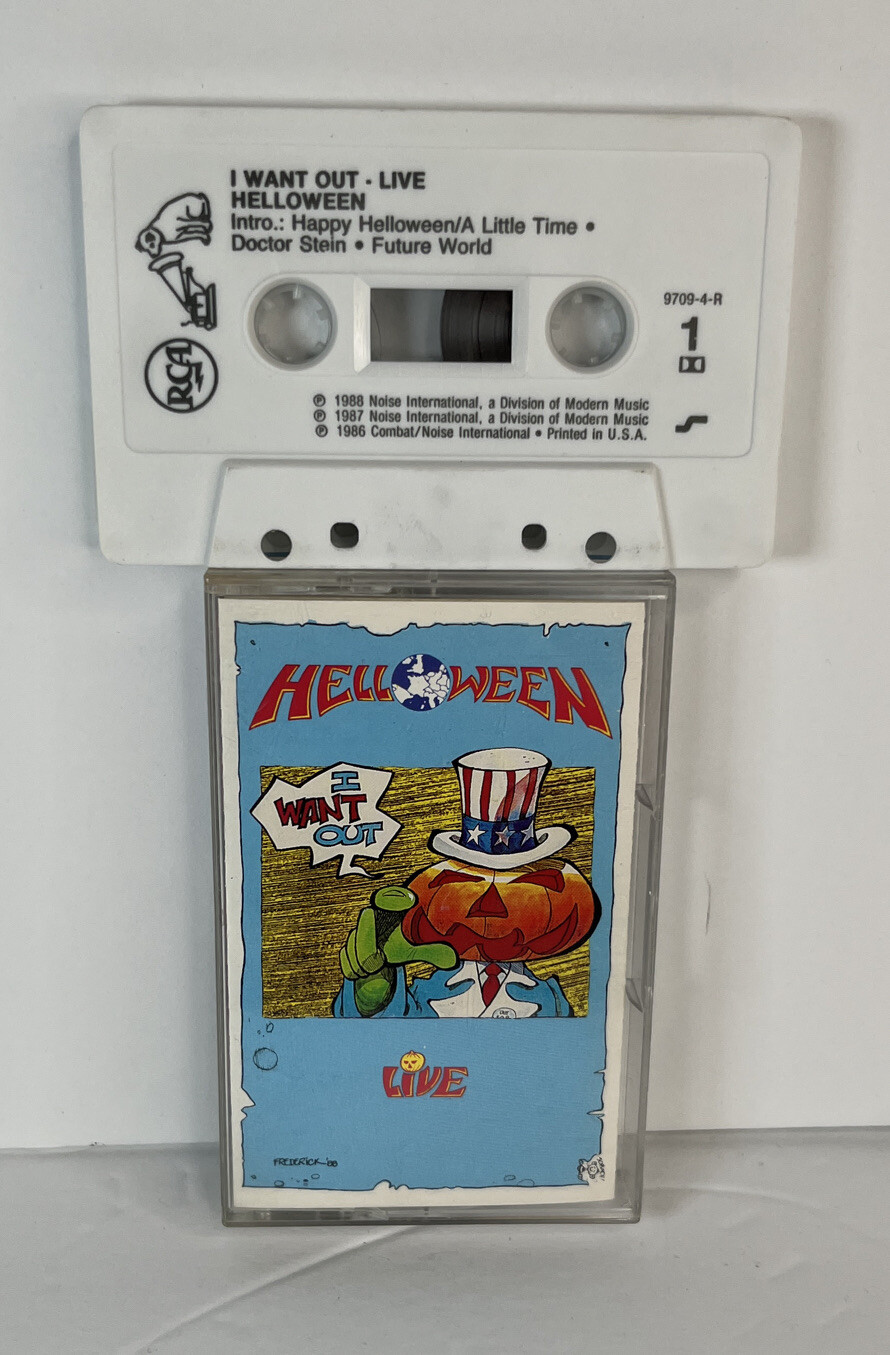 I WANT OUT - LIVE
HELLOWEEN
Intro.: Happy Helloween/A Little Time •
Doctor Stein • Future World
9709-4-R
1
RCA
℗ 1988 Noise International, a Division of Modern Music
℗ 1987 Noise International, a Division of Modern Music
℗ 1986 Combat/Noise International • Printed in U.S.A.
HELLOWEEN
I
WANT
OUT
LIVE
FREDERICK '88